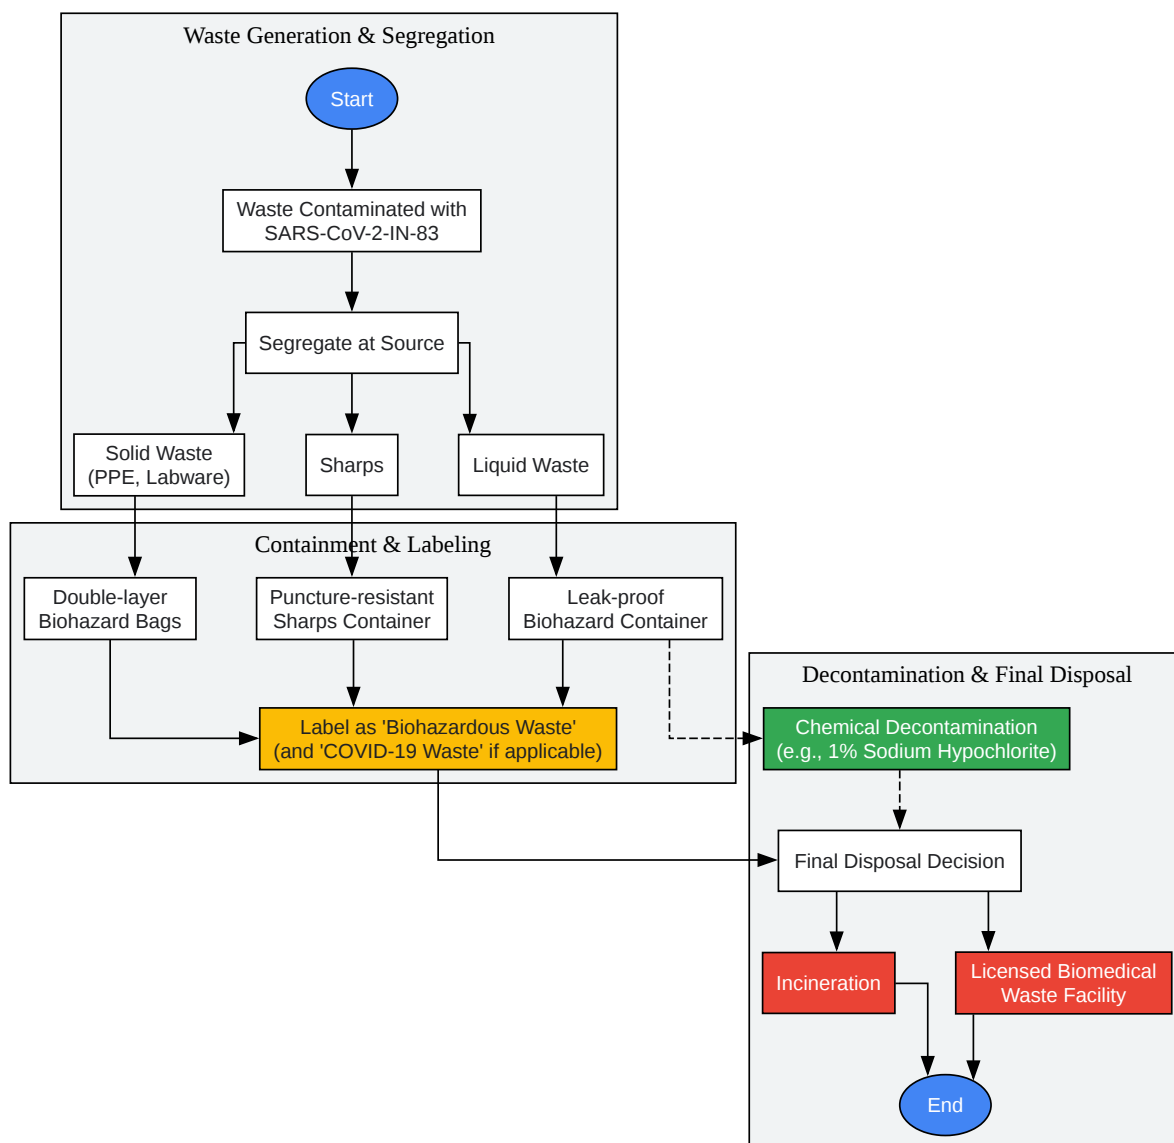 Waste Generation & Segregation
Start
Waste Contaminated with
SARS-CoV-2-IN-83
Segregate at Source
Solid Waste
(PPE, Labware)
Sharps
Liquid Waste
Containment & Labeling
Double-layer
Biohazard Bags
Puncture-resistant
Sharps Container
Leak-proof
Biohazard Container
Label as 'Biohazardous Waste'
(and 'COVID-19 Waste' if applicable)
Decontamination & Final Disposal
Chemical Decontamination
(e.g., 1% Sodium Hypochlorite)
Final Disposal Decision
Incineration
Licensed Biomedical
Waste Facility
End